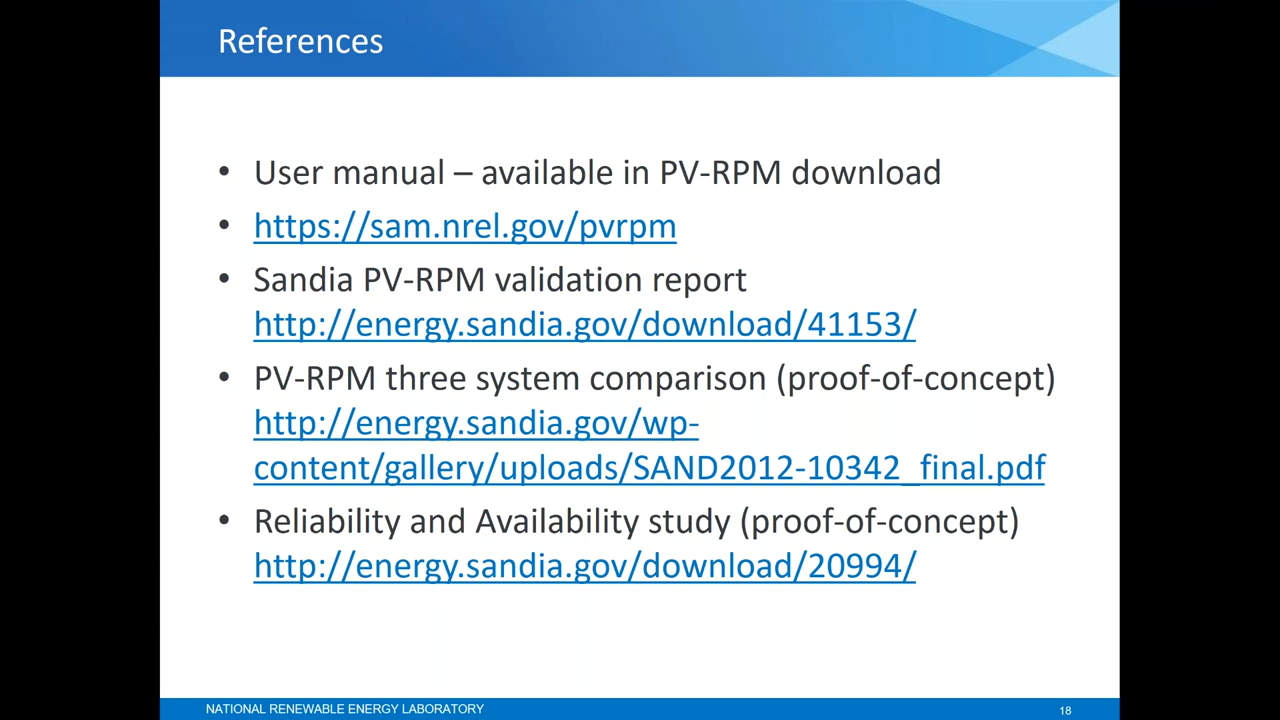 References
• User manual – available in PV-RPM download
• https://sam.nrel.gov/pvrpm
• Sandia PV-RPM validation report
http://energy.sandia.gov/download/41153/
• PV-RPM three system comparison (proof-of-concept)
http://energy.sandia.gov/wp-
content/gallery/uploads/SAND2012-10342_final.pdf
• Reliability and Availability study (proof-of-concept)
http://energy.sandia.gov/download/20994/
NATIONAL RENEWABLE ENERGY LABORATORY
18